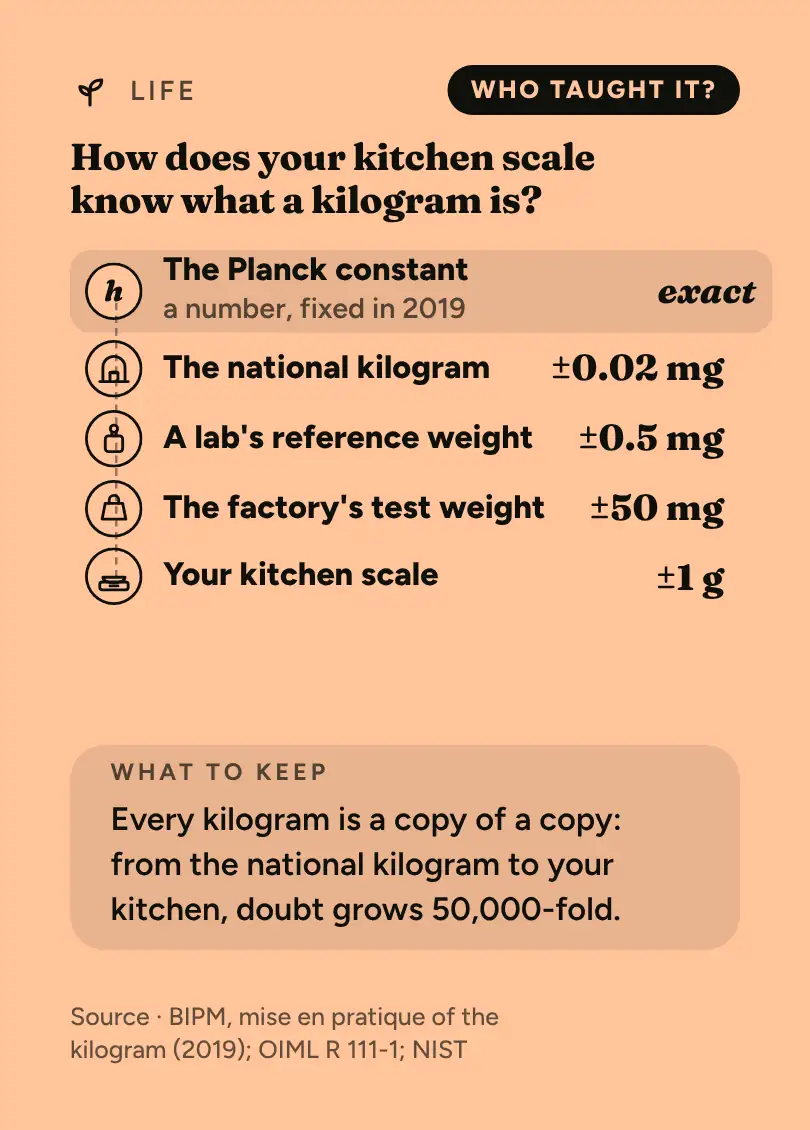 LIFE
WHO TAUGHT IT?
How does your kitchen scale
know what a kilogram is?
h
The Planck constant
a number, fixed in 2019
exact
The national kilogram
±0.02 mg
A lab's reference weight
±0.5 mg
The factory's test weight
±50 mg
Your kitchen scale
±1 g
WHAT TO KEEP
Every kilogram is a copy of a copy:
from the national kilogram to your
kitchen, doubt grows 50,000-fold.
Source · BIPM, mise en pratique of the
kilogram (2019); OIML R 111-1; NIST